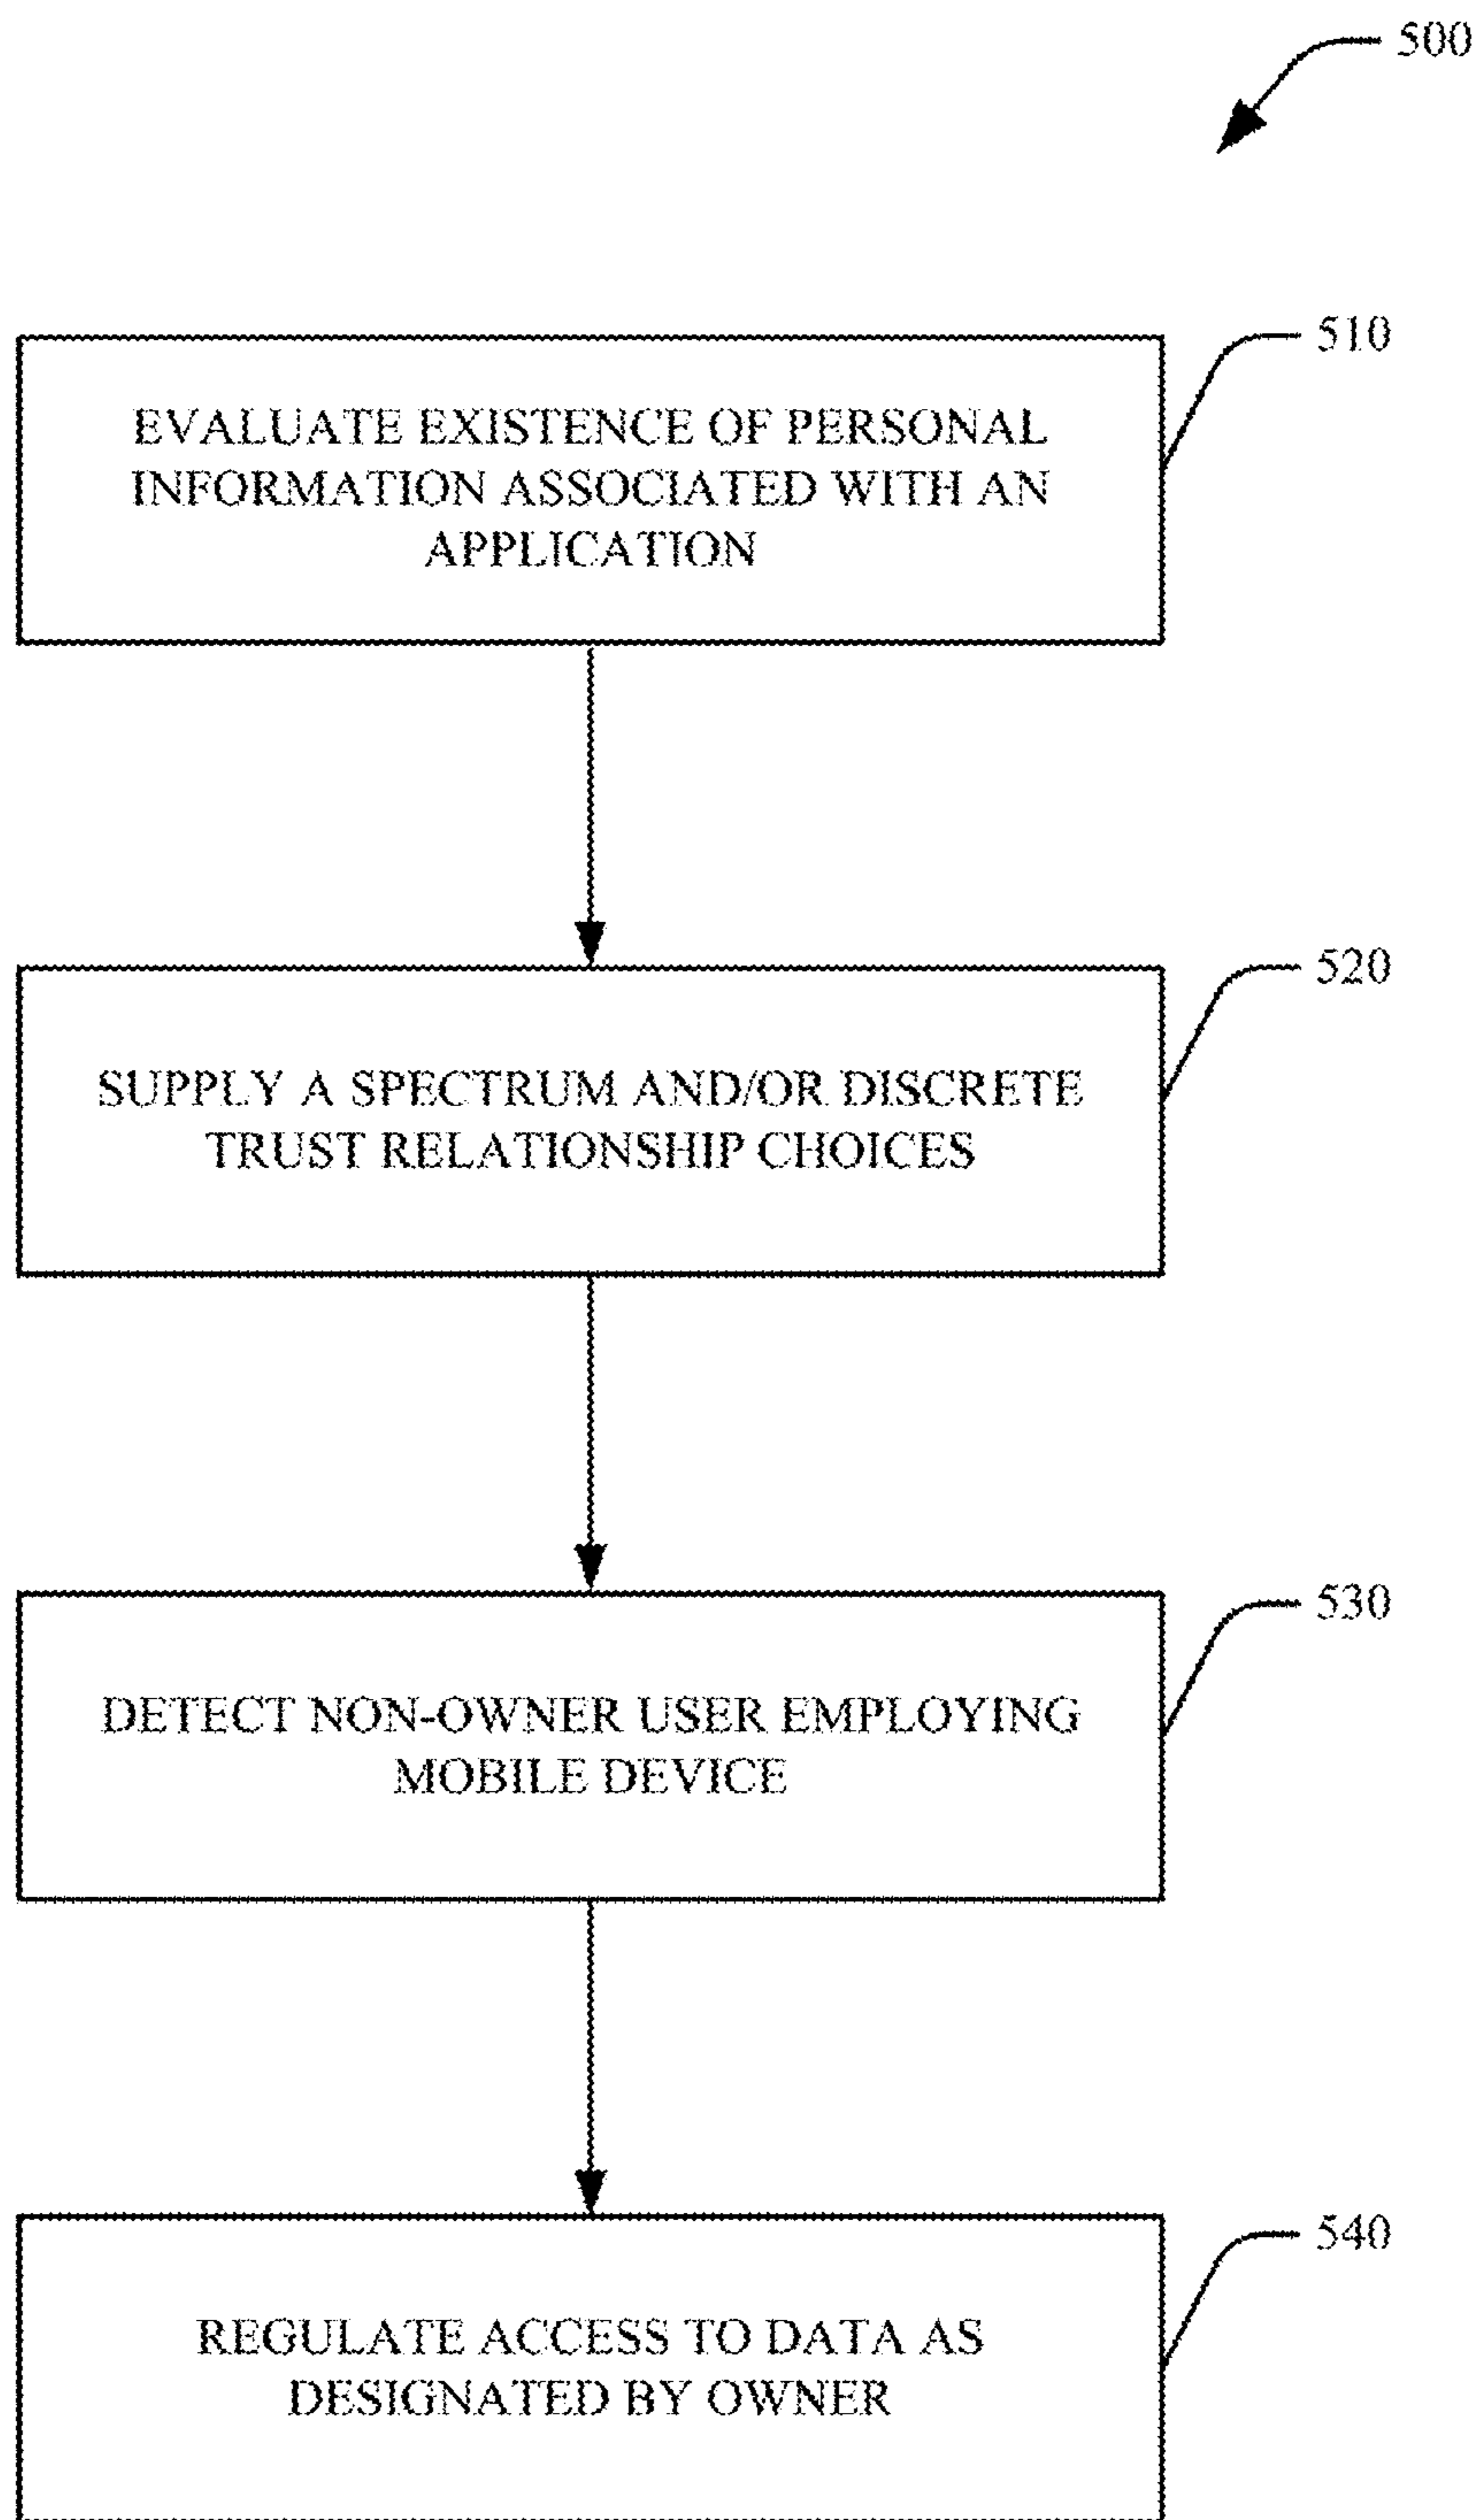 500
510
EVALUATE EXISTENCE OF PERSONAL
INFORMATION ASSOCIATED WITH AN
APPLICATION
520
SUPPLY A SPECTRUM AND/OR DISCRETE
TRUST RELATIONSHIP CHOICES
530
DETECT NON-OWNER USER EMPLOYING
MOBILE DEVICE
540
REGULATE ACCESS TO DATA AS
DESIGNATED BY OWNER